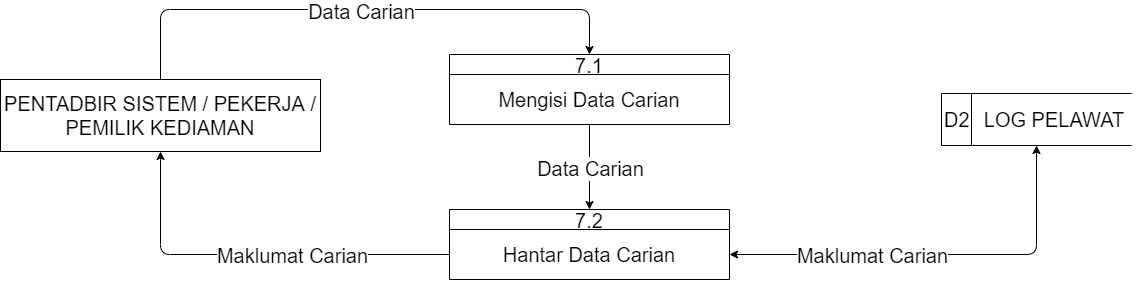 Data Carian
7.1
Mengisi Data Carian
PENTADBIR SISTEM / PEKERJA /
PEMILIK KEDIAMAN
D2
LOG PELAWAT
Data Carian
7.2
Hantar Data Carian
Maklumat Carian
Maklumat Carian